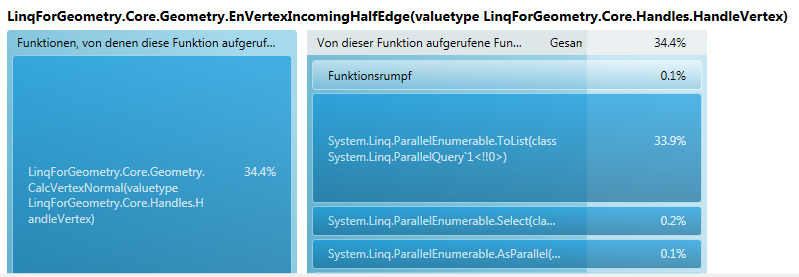 LinqForGeometry.Core.Geometry.EnVertexIncomingHalfEdge(valuetype LinqForGeometry.Core.Handles.HandleVertex)
Funktionen, von denen diese Funktion aufgeruf...
LinqForGeometry.Core.Geometry. 34.4%
CalcVertexNormal(valuetype
LinqForGeometry.Core.Handles.H
andleVertex)
Von dieser Funktion aufgerufene Fun... Gesam 34.4%
Funktionsrumpf 0.1%
System.Linq.ParallelEnumerable.ToList(class 33.9%
System.Linq.ParallelQuery`1<!!0>)
System.Linq.ParallelEnumerable.Select(cla... 0.2%
System.Linq.ParallelEnumerable.AsParallel(... 0.1%